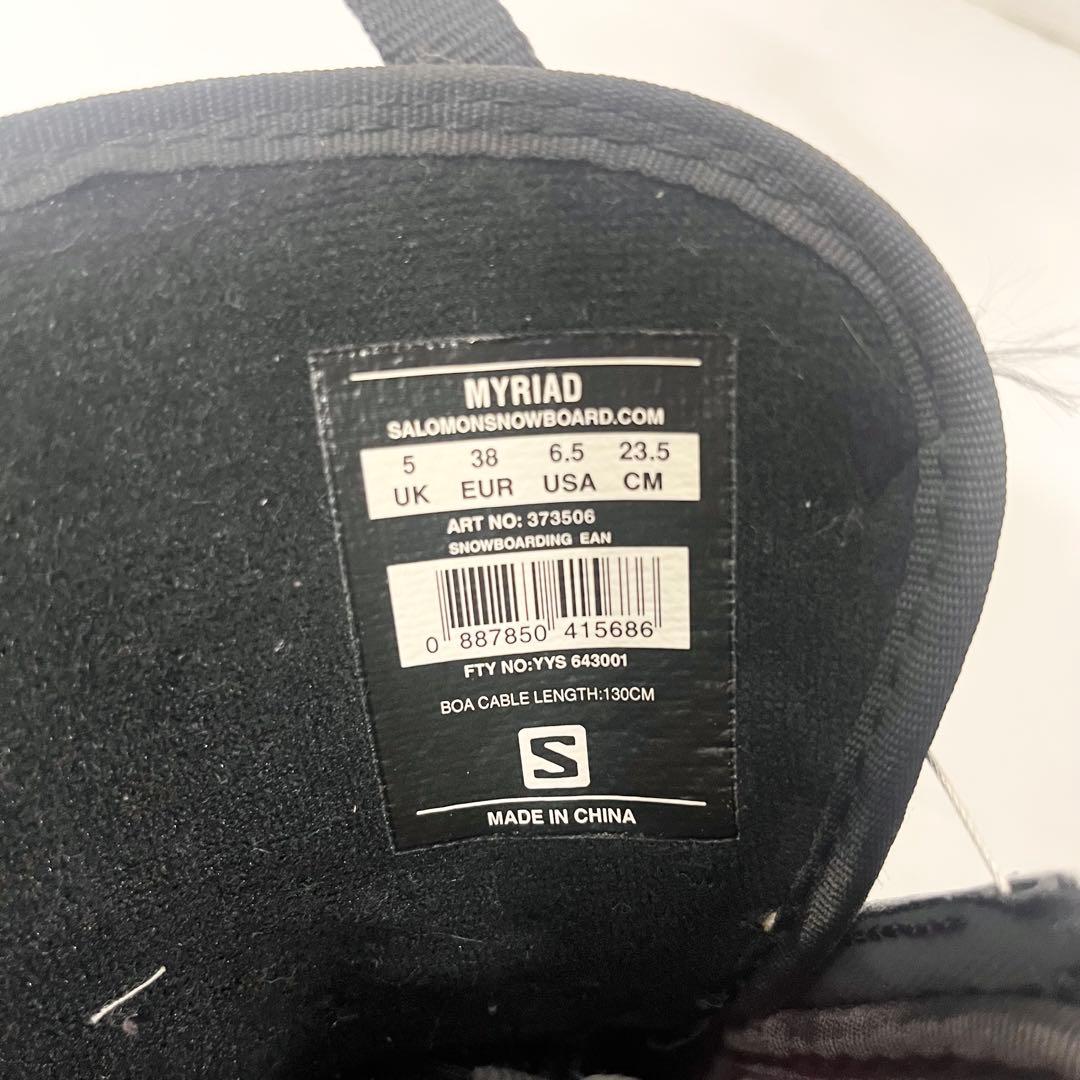 MYRIAD
SALOMONSNOWBOARD.COM
5 38 6.5 23.5
UK EUR USA CM
ART NO: 373506
SNOWBOARDING EAN
0 887850 415686
FTY NO:YYS 643001
BOA CABLE LENGTH:130CM
S
MADE IN CHINA